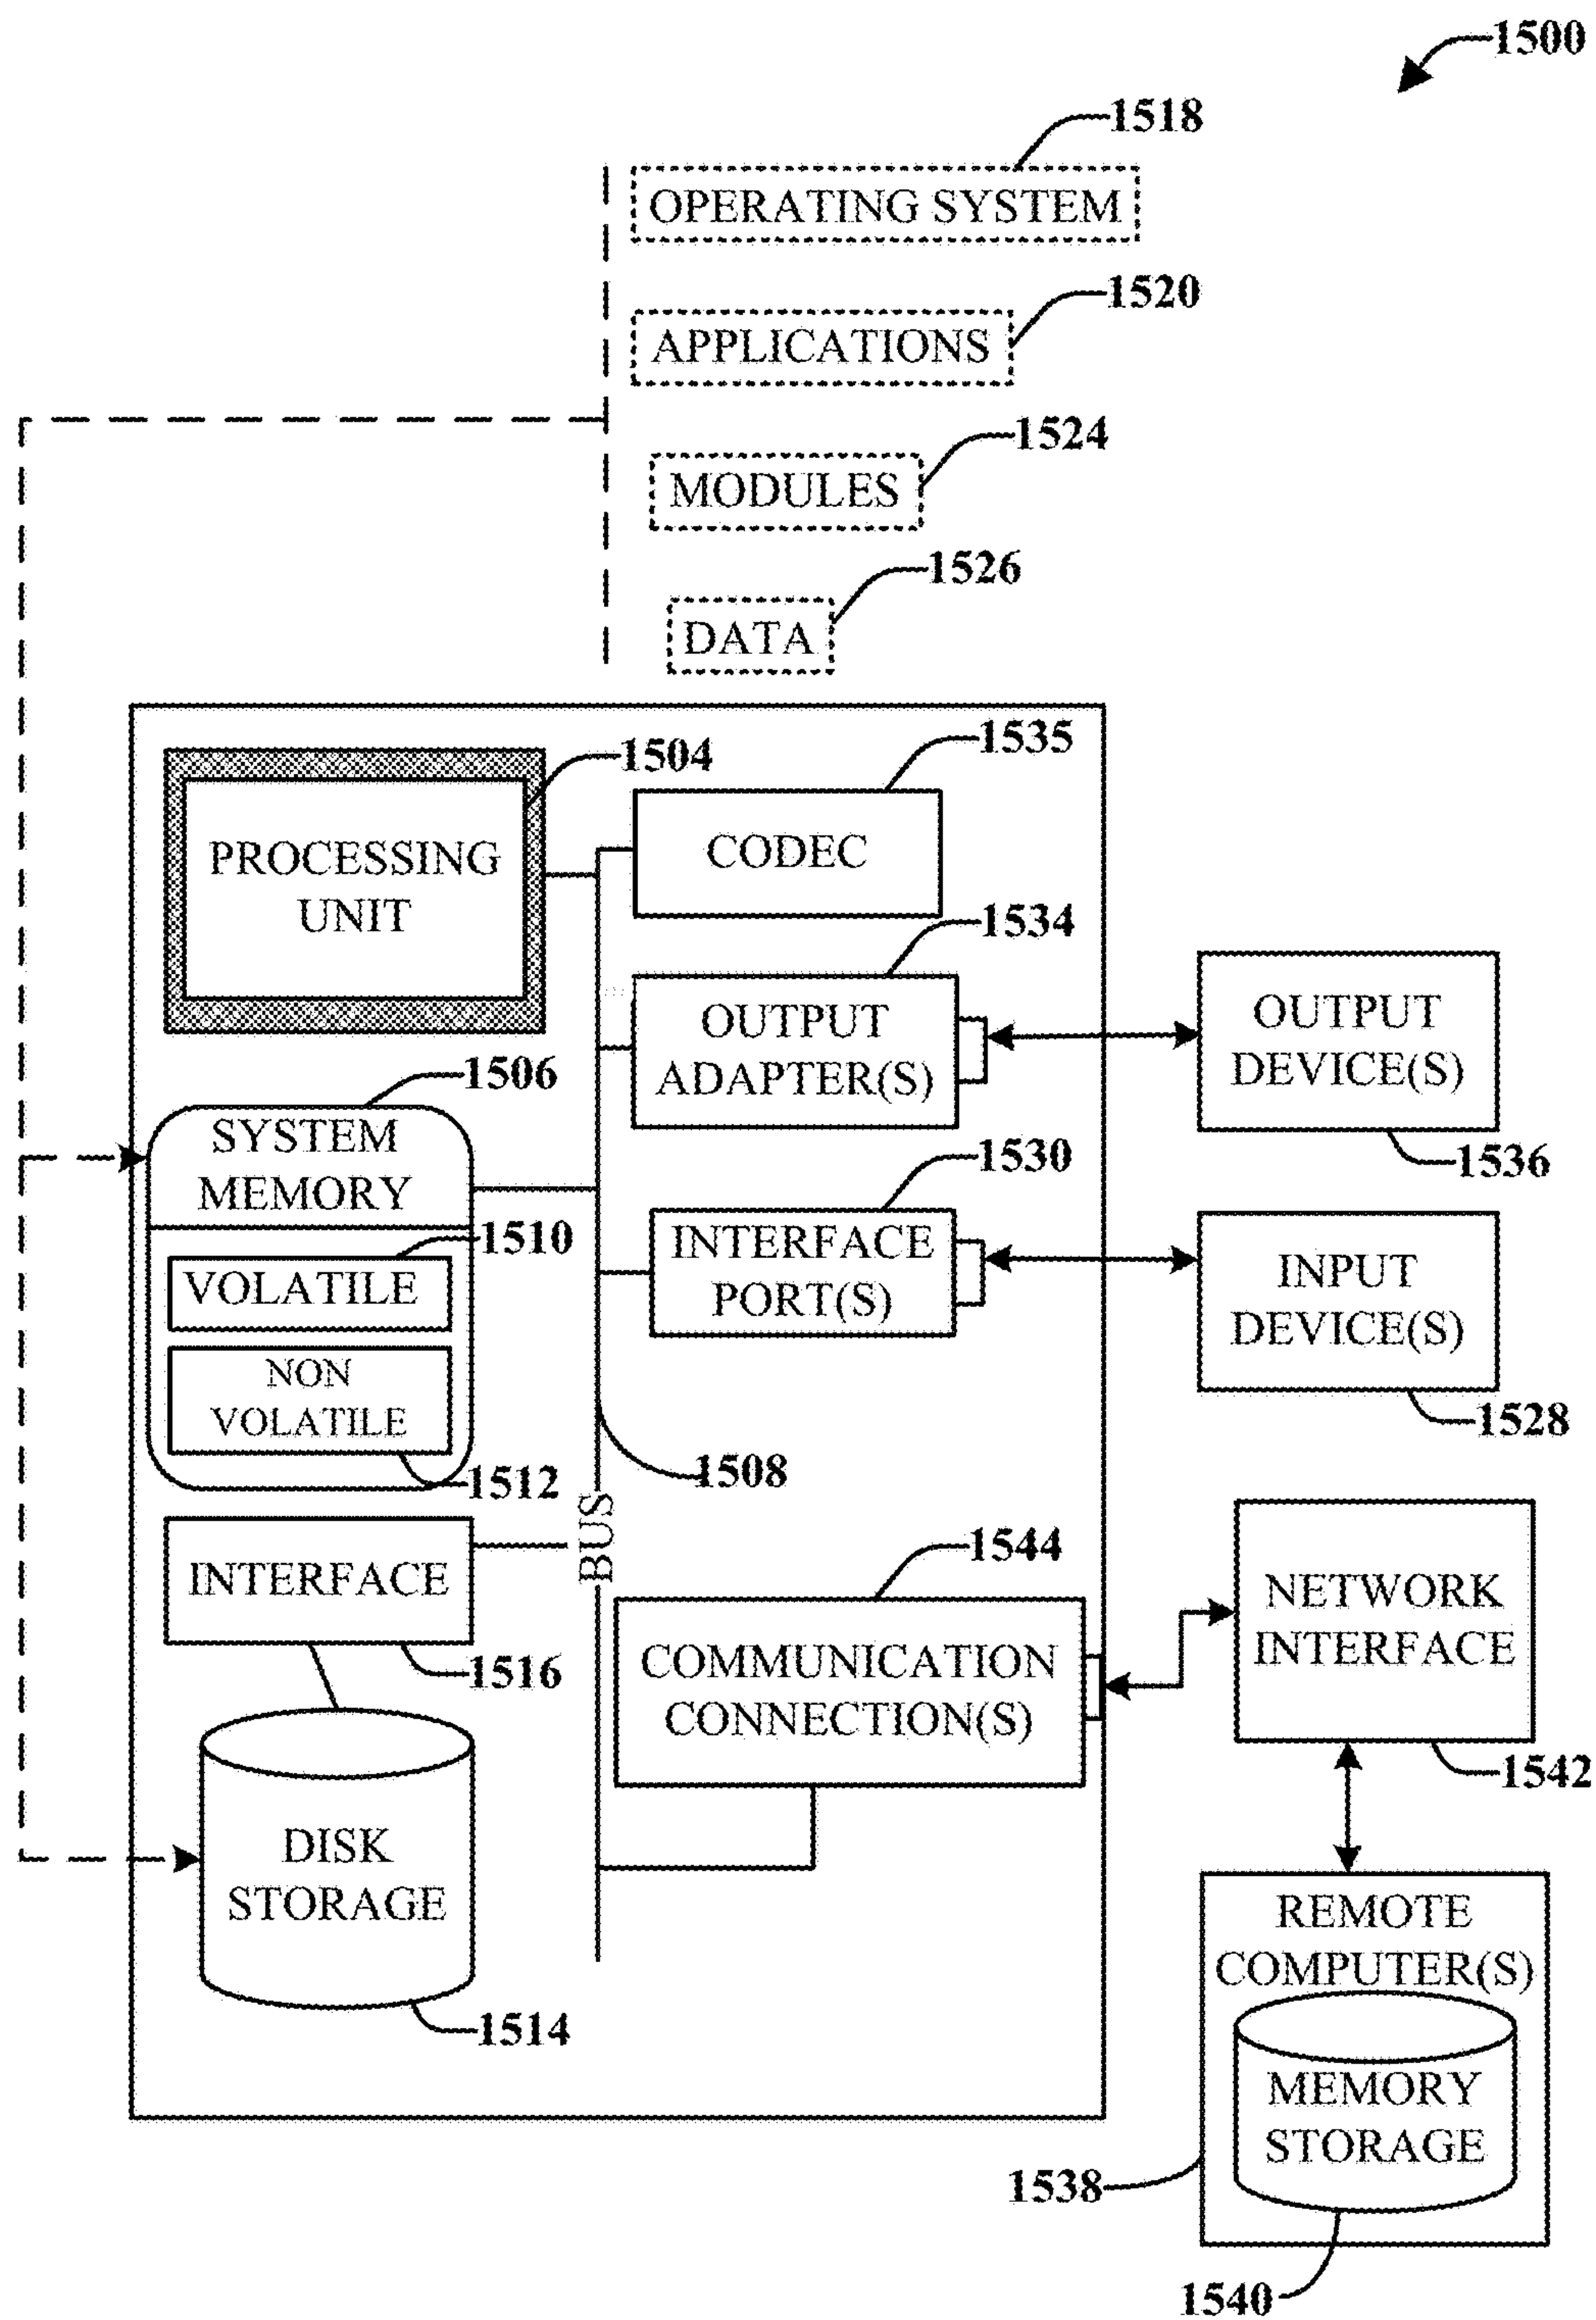 1500
1518
OPERATING SYSTEM
1520
APPLICATIONS
1524
MODULES
1526
DATA
1504
PROCESSING
UNIT
1535
CODEC
1534
OUTPUT
ADAPTER(S)
OUTPUT
DEVICE(S)
1536
1506
SYSTEM
MEMORY
1510
VOLATILE
NON
VOLATILE
1512
1530
INTERFACE
PORT(S)
INPUT
DEVICE(S)
1528
1508
BUS
INTERFACE
1516
1544
COMMUNICATION
CONNECTION(S)
NETWORK
INTERFACE
1542
DISK
STORAGE
1514
REMOTE
COMPUTER(S)
MEMORY
STORAGE
1538
1540